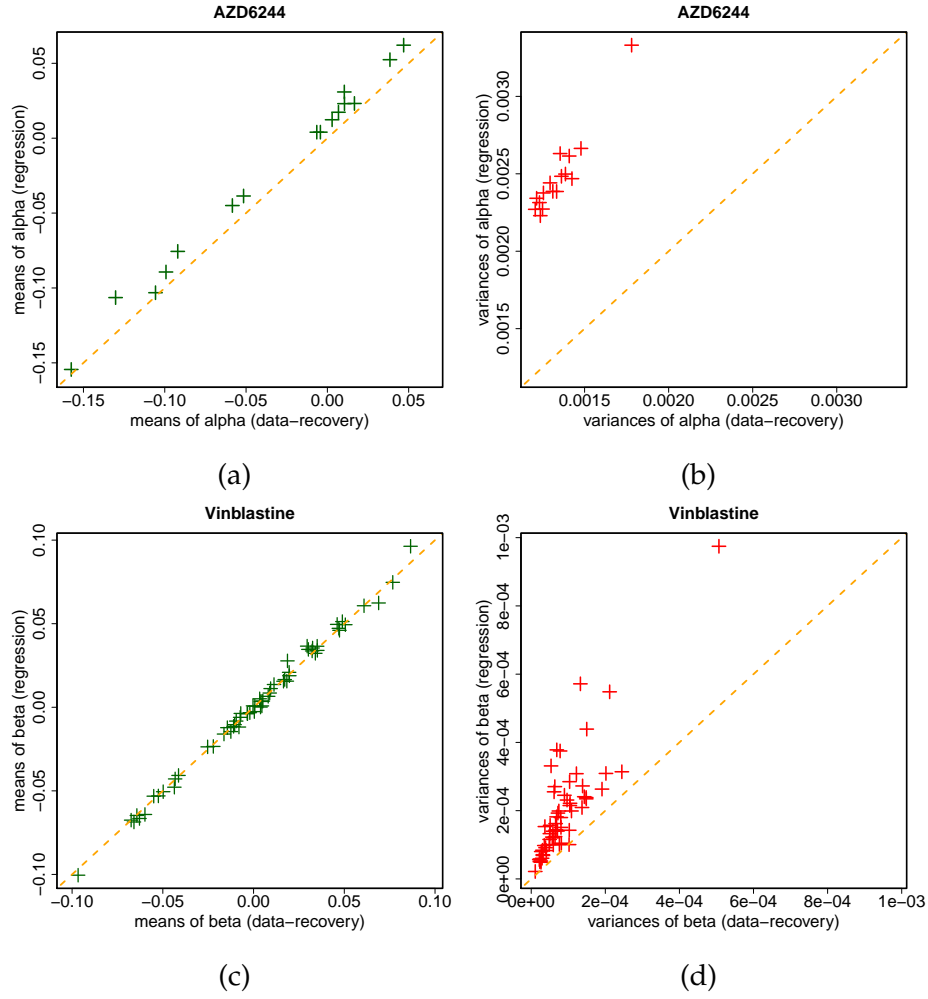 AZD6244
means of alpha (regression)
0.05
0.00
−0.05
−0.10
−0.15
−0.15 −0.10 −0.05 0.00 0.05
means of alpha (data−recovery)
(a)
AZD6244
variances of alpha (regression)
0.0030
0.0025
0.0020
0.0015
0.0015 0.0020 0.0025 0.0030
variances of alpha (data−recovery)
(b)
Vinblastine
means of beta (regression)
0.10
0.05
0.00
−0.05
−0.10
−0.10 −0.05 0.00 0.05 0.10
means of beta (data−recovery)
(c)
Vinblastine
variances of beta (regression)
1e−03
8e−04
6e−04
4e−04
2e−04
0e+00
0e+00 2e−04 4e−04 6e−04 8e−04 1e−03
variances of beta (data−recovery)
(d)